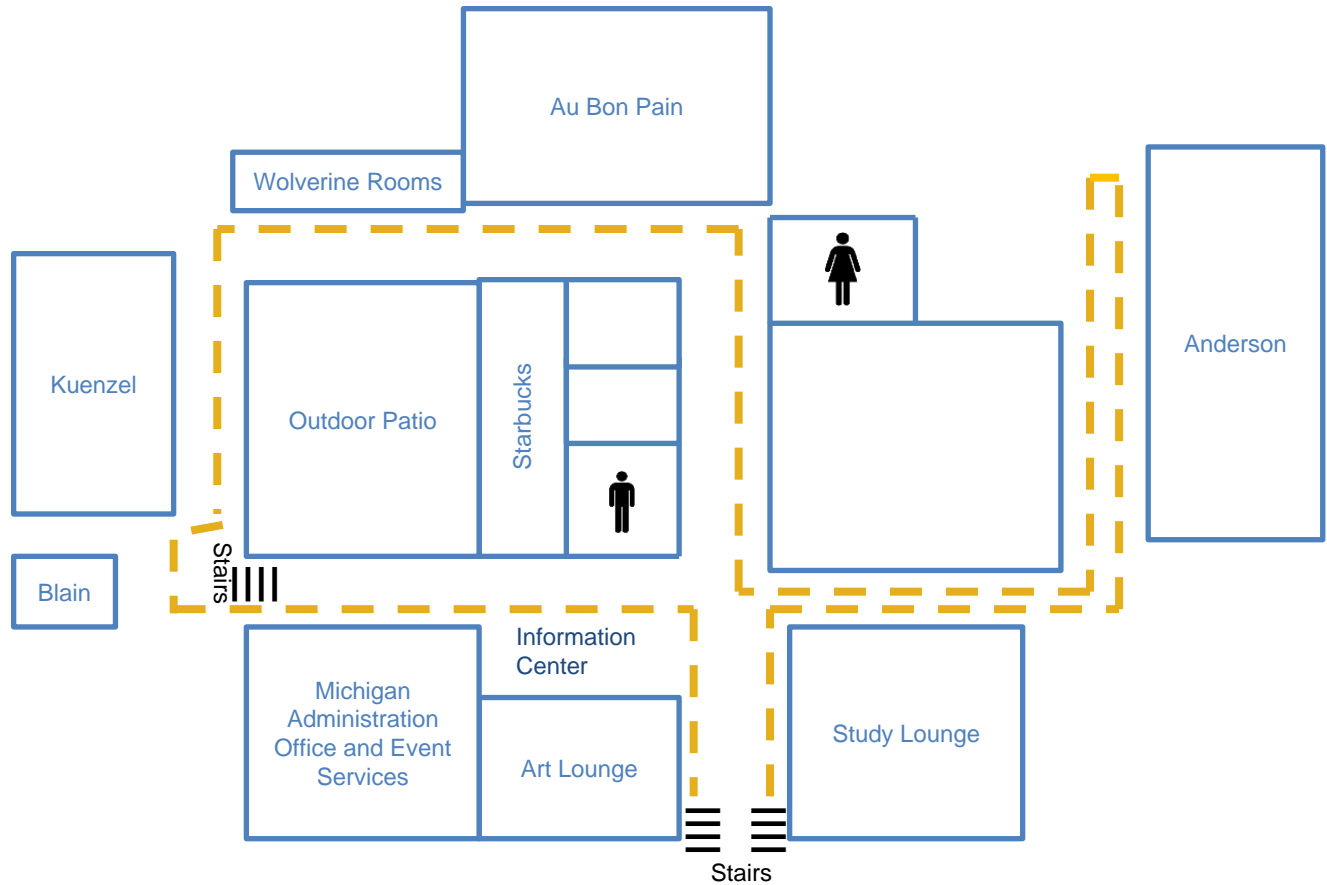 Au Bon Pain
Wolverine Rooms
Kuenzel
Outdoor Patio
Starbucks
Anderson
Stairs
Blain
Information
Center
Michigan
Administration
Office and Event
Services
Art Lounge
Study Lounge
Stairs